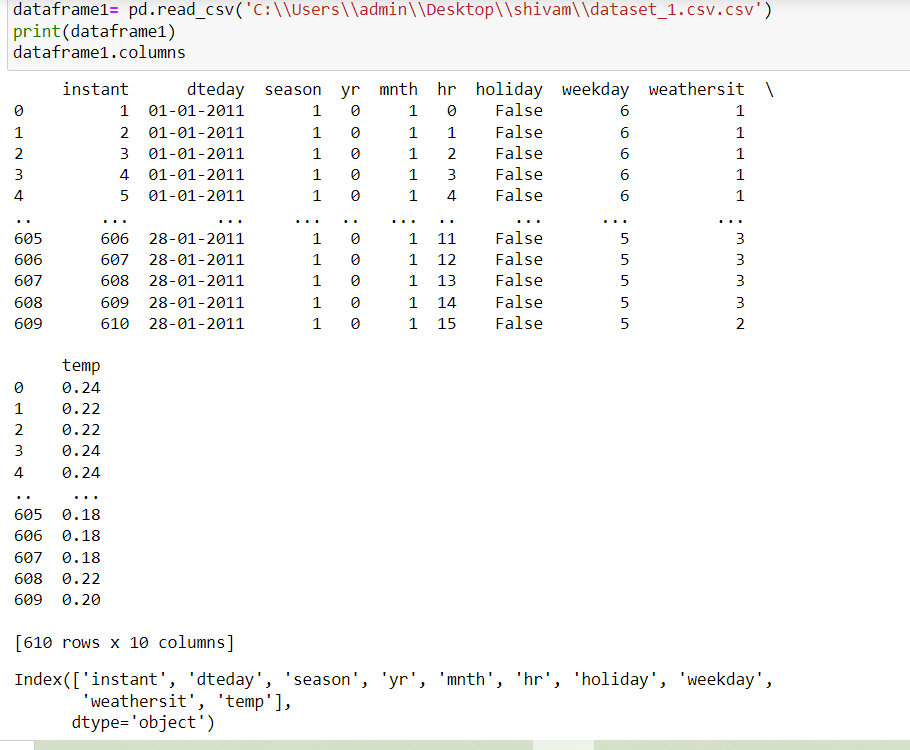 dataframe1= pd.read_csv('C:\\Users\\admin\\Desktop\\shivam\\dataset_1.csv.csv')
print(dataframe1)
dataframe1.columns
     instant      dteday  season  yr  mnth  hr  holiday  weekday  weathersit  \
0          1  01-01-2011       1   0     1   0    False        6           1
1          2  01-01-2011       1   0     1   1    False        6           1
2          3  01-01-2011       1   0     1   2    False        6           1
3          4  01-01-2011       1   0     1   3    False        6           1
4          5  01-01-2011       1   0     1   4    False        6           1
..       ...         ...     ...  ..   ...  ..      ...      ...         ...
605      606  28-01-2011       1   0     1  11    False        5           3
606      607  28-01-2011       1   0     1  12    False        5           3
607      608  28-01-2011       1   0     1  13    False        5           3
608      609  28-01-2011       1   0     1  14    False        5           3
609      610  28-01-2011       1   0     1  15    False        5           2
     temp
0    0.24
1    0.22
2    0.22
3    0.24
4    0.24
..    ...
605  0.18
606  0.18
607  0.18
608  0.22
609  0.20
[610 rows x 10 columns]
Index(['instant', 'dteday', 'season', 'yr', 'mnth', 'hr', 'holiday', 'weekday',
       'weathersit', 'temp'],
      dtype='object')